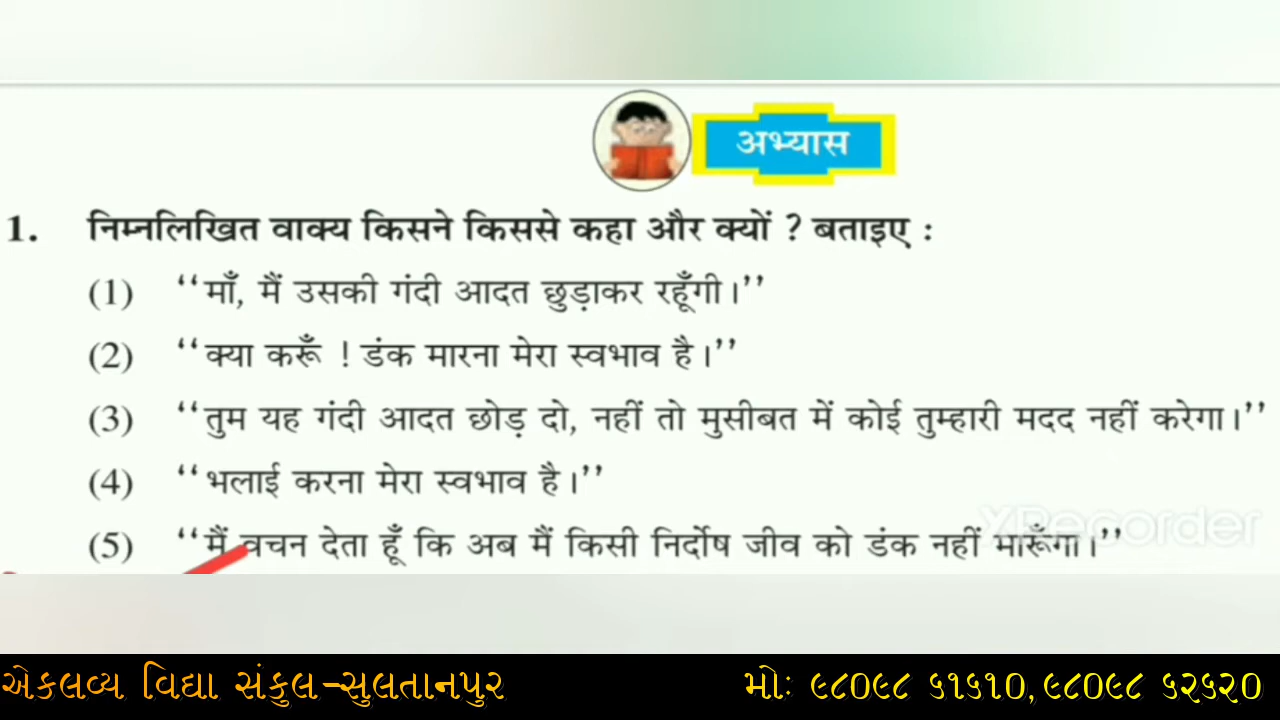 अभ्यास
1. निम्नलिखित वाक्य किसने किससे कहा और क्यों ? बताइए :
(1) ‘‘माँ, मैं उसकी गंदी आदत छुड़ाकर रहूँगी।’’
(2) ‘‘क्या करूँ ! डंक मारना मेरा स्वभाव है।’’
(3) ‘‘तुम यह गंदी आदत छोड़ दो, नहीं तो मुसीबत में कोई तुम्हारी मदद नहीं करेगा।’’
(4) ‘‘भलाई करना मेरा स्वभाव है।’’
XRecorder
(5) ‘‘मैं वचन देता हूँ कि अब मैं किसी निर्दोष जीव को डंक नहीं मारूँगा।’’
એકલવ્ય વિદ્યા સંકુલ-સુલતાનપુર મોઃ ૯૮૦૯૮ ૬૧૬૧૦, ૯૮૦૯૮ ૬૨૬૨૦